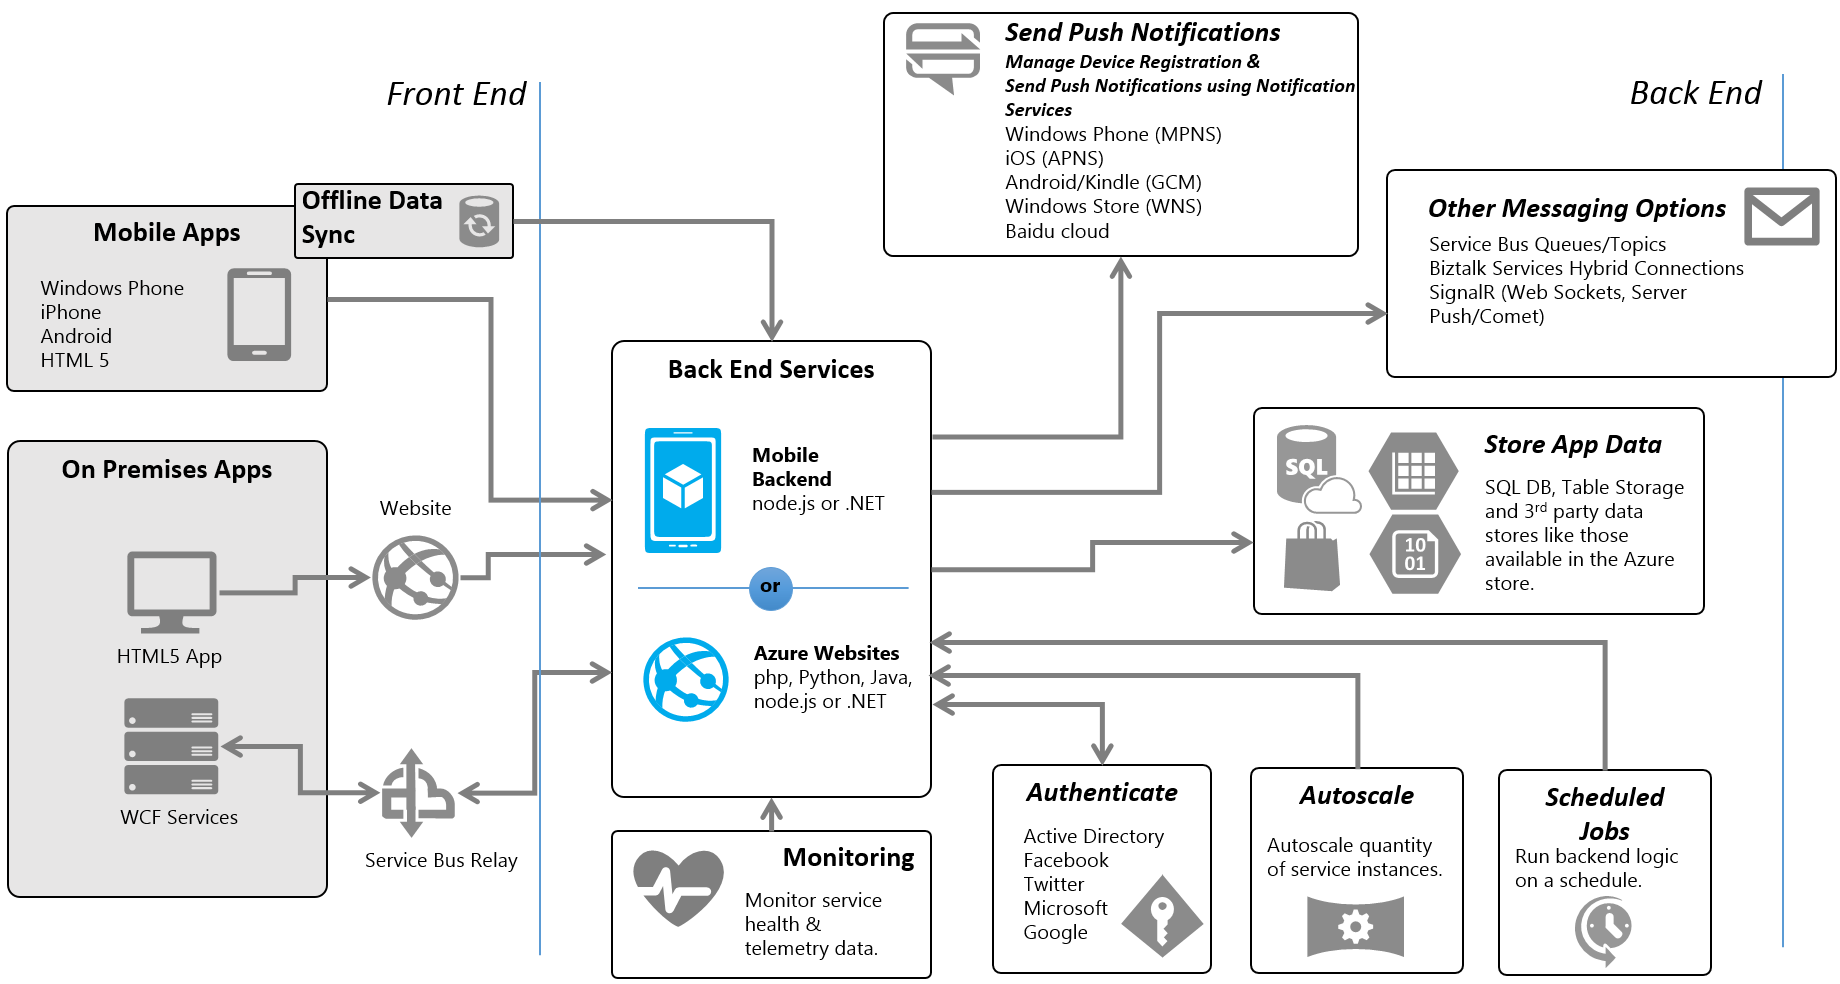 Front End
Back End
Send Push Notifications
Manage Device Registration &
Send Push Notifications using Notification
Services
Windows Phone (MPNS)
iOS (APNS)
Android/Kindle (GCM)
Windows Store (WNS)
Baidu cloud
Offline Data
Sync
Mobile Apps
Windows Phone
iPhone
Android
HTML 5
Other Messaging Options
Service Bus Queues/Topics
Biztalk Services Hybrid Connections
SignalR (Web Sockets, Server
Push/Comet)
Back End Services
Mobile
Backend
node.js or .NET
or
Azure Websites
php, Python, Java,
node.js or .NET
On Premises Apps
Website
HTML5 App
WCF Services
Service Bus Relay
SQL
10
01
Store App Data
SQL DB, Table Storage
and 3rd party data
stores like those
available in the Azure
store.
Monitoring
Monitor service
health &
telemetry data.
Authenticate
Active Directory
Facebook
Twitter
Microsoft
Google
Autoscale
Autoscale quantity
of service instances.
Scheduled
Jobs
Run backend logic
on a schedule.